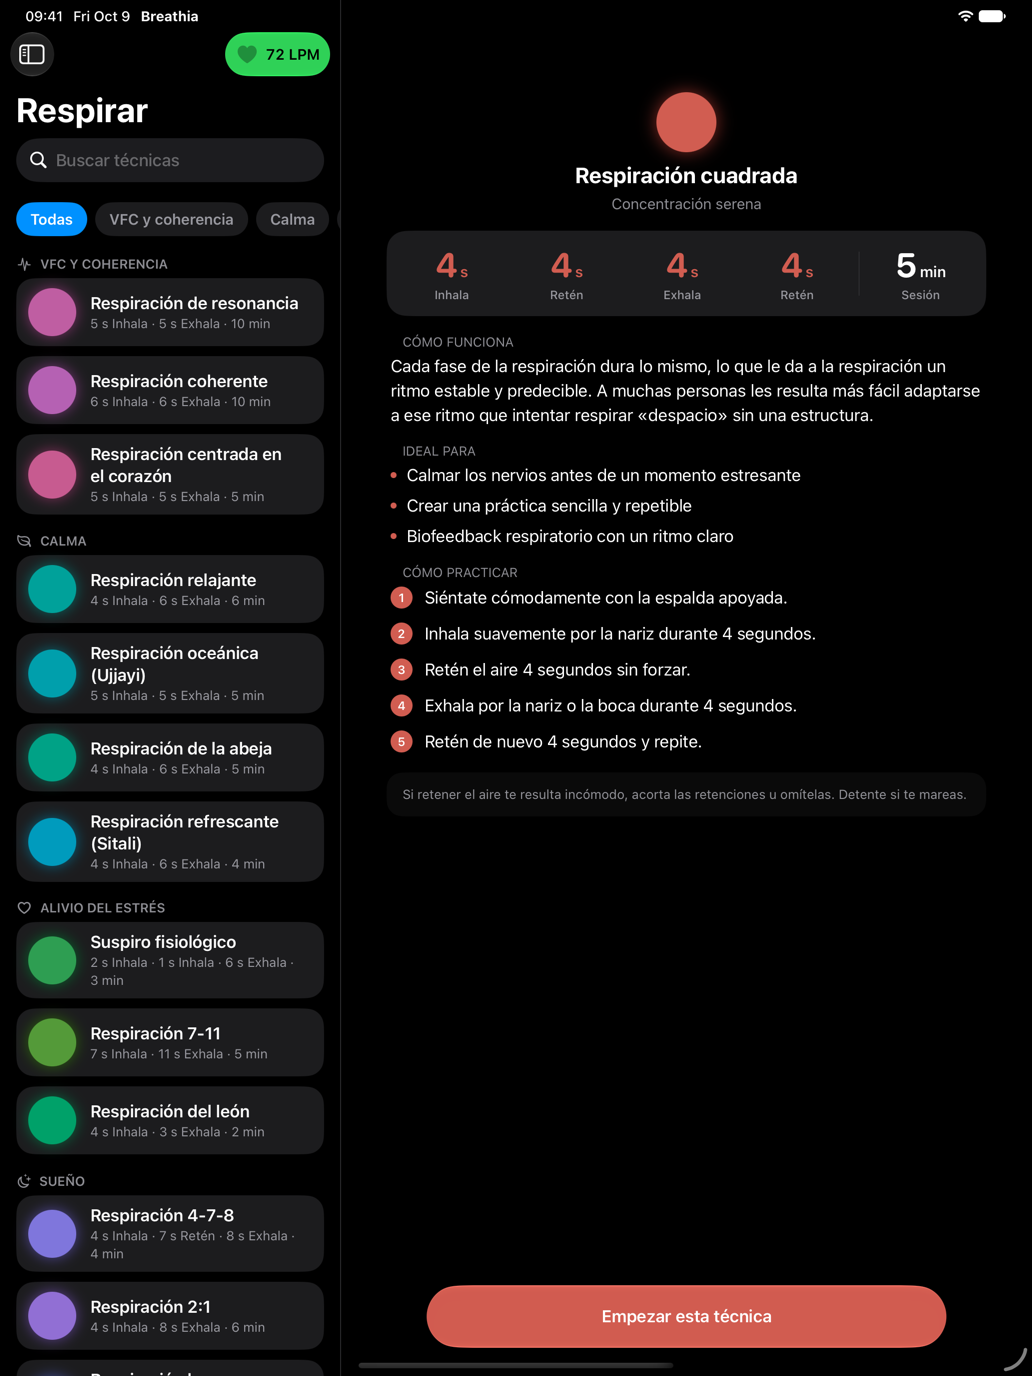 09:41 Fri Oct 9 Breathia
72 LPM
Respirar
Buscar técnicas
Todas
VFC y coherencia
Calma
VFC Y COHERENCIA
Respiración de resonancia
5 s Inhala · 5 s Exhala · 10 min
Respiración coherente
6 s Inhala · 6 s Exhala · 10 min
Respiración centrada en
el corazón
5 s Inhala · 5 s Exhala · 5 min
CALMA
Respiración relajante
4 s Inhala · 6 s Exhala · 6 min
Respiración oceánica
(Ujjayi)
5 s Inhala · 5 s Exhala · 5 min
Respiración de la abeja
4 s Inhala · 6 s Exhala · 5 min
Respiración refrescante
(Sitali)
4 s Inhala · 6 s Exhala · 4 min
ALIVIO DEL ESTRÉS
Suspiro fisiológico
2 s Inhala · 1 s Inhala · 6 s Exhala ·
3 min
Respiración 7-11
7 s Inhala · 11 s Exhala · 5 min
Respiración del león
4 s Inhala · 3 s Exhala · 2 min
SUEÑO
Respiración 4-7-8
4 s Inhala · 7 s Retén · 8 s Exhala ·
4 min
Respiración 2:1
4 s Inhala · 8 s Exhala · 6 min
Respiración cuadrada
Concentración serena
4 s 4 s 4 s 4 s 5 min
Inhala Retén Exhala Retén Sesión
CÓMO FUNCIONA
Cada fase de la respiración dura lo mismo, lo que le da a la respiración un
ritmo estable y predecible. A muchas personas les resulta más fácil adaptarse
a ese ritmo que intentar respirar «despacio» sin una estructura.
IDEAL PARA
• Calmar los nervios antes de un momento estresante
• Crear una práctica sencilla y repetible
• Biofeedback respiratorio con un ritmo claro
CÓMO PRACTICAR
1 Siéntate cómodamente con la espalda apoyada.
2 Inhala suavemente por la nariz durante 4 segundos.
3 Retén el aire 4 segundos sin forzar.
4 Exhala por la nariz o la boca durante 4 segundos.
5 Retén de nuevo 4 segundos y repite.
Si retener el aire te resulta incómodo, acorta las retenciones u omítelas. Detente si te mareas.
Empezar esta técnica